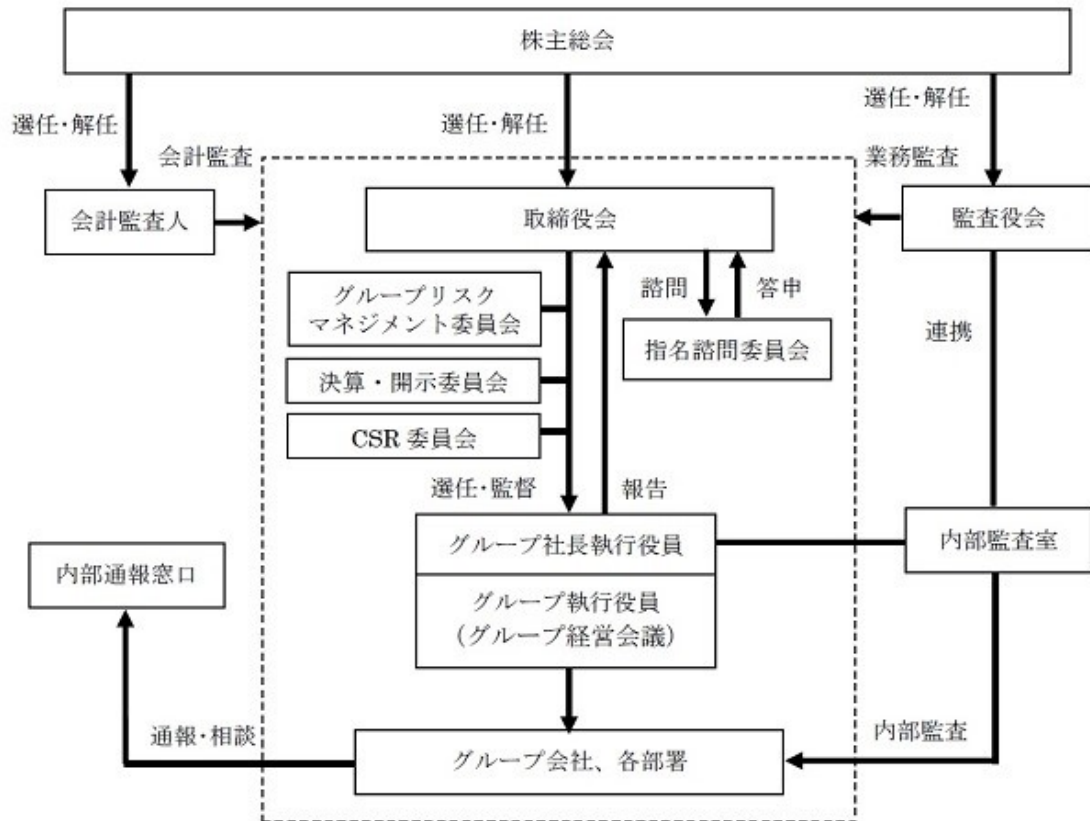 株主総会
選任・解任
選任・解任
選任・解任
会計監査
業務監査
会計監査人
取締役会
監査役会
グループリスク
マネジメント委員会
諮問
答申
指名諮問委員会
連携
決算・開示委員会
CSR 委員会
選任・監督
報告
グループ社長執行役員
内部監査室
内部通報窓口
グループ執行役員
(グループ経営会議)
通報・相談
内部監査
グループ会社、各部署